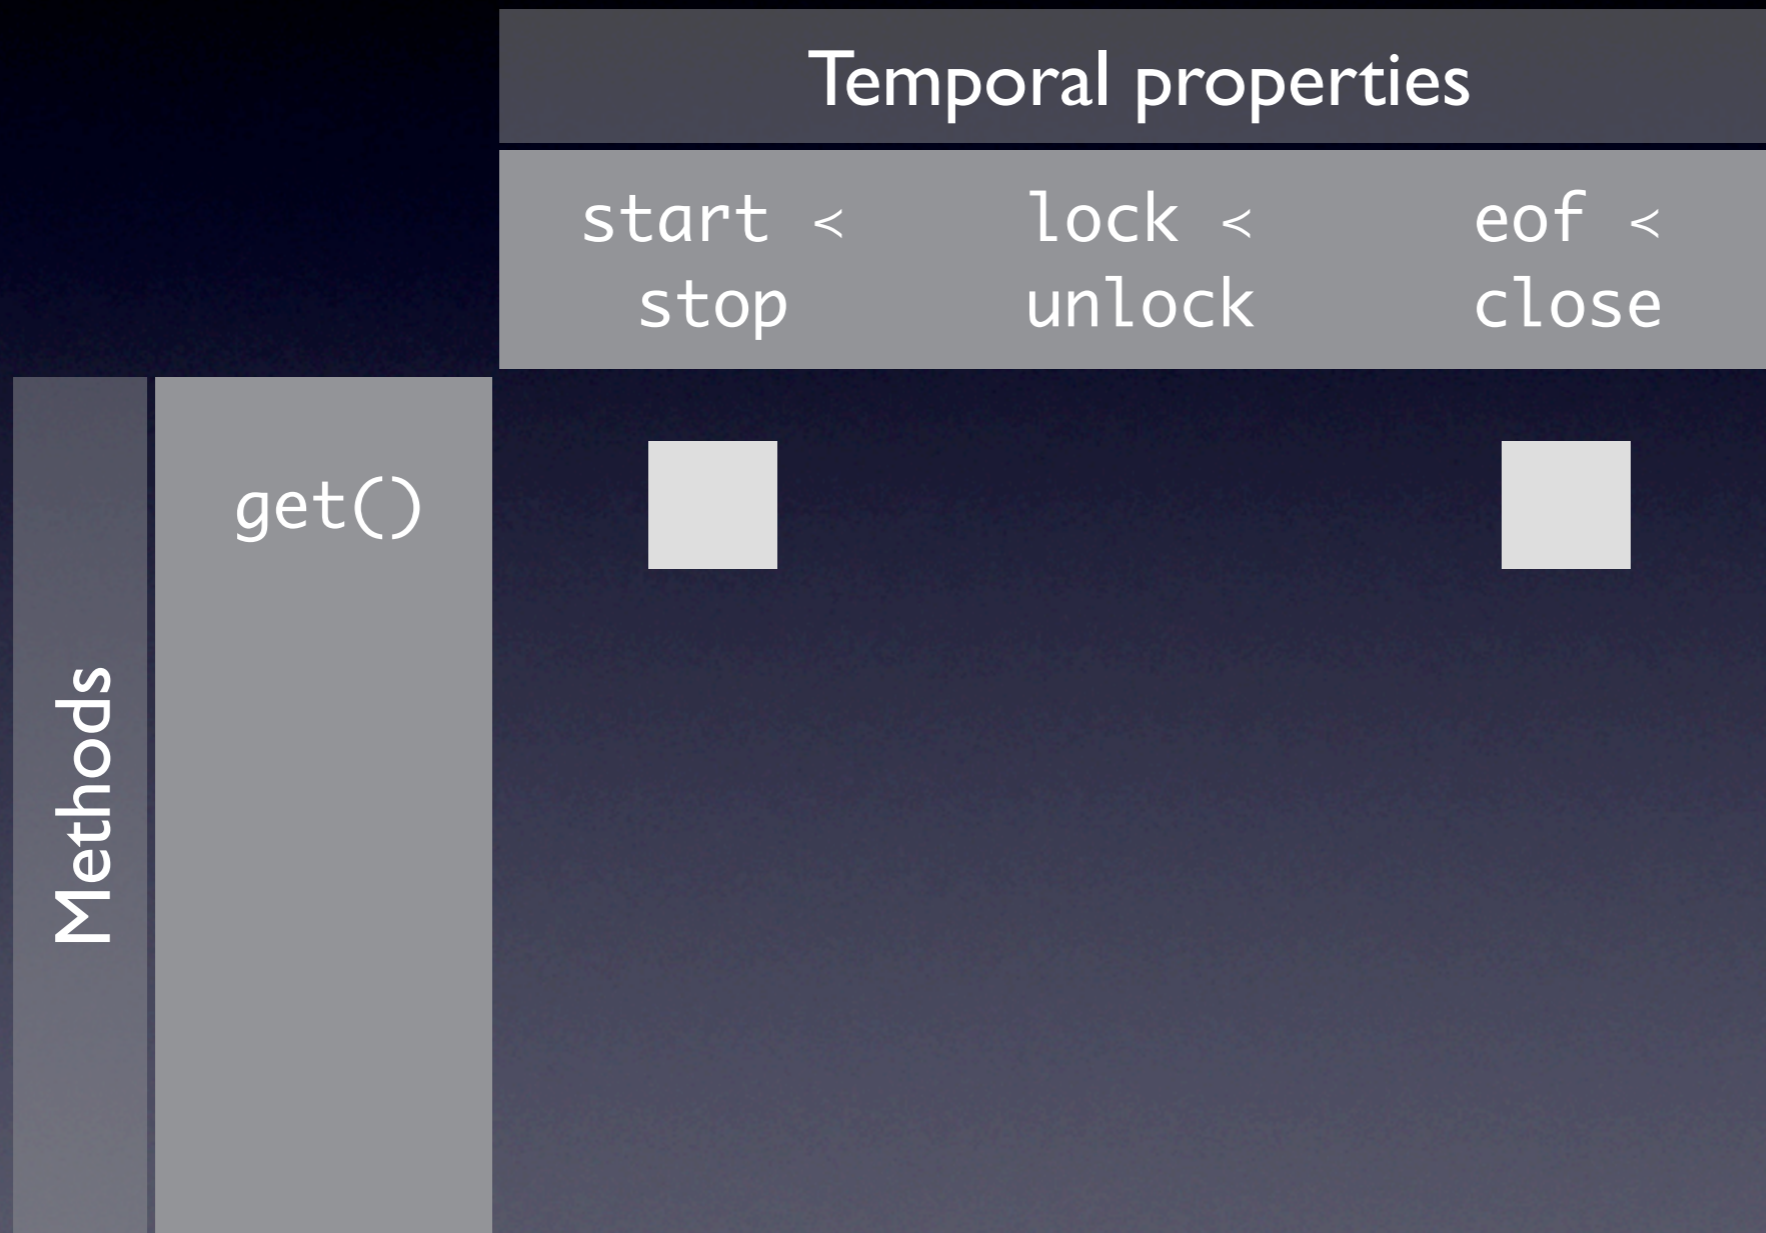 Temporal properties
start ≺
stop
lock ≺
unlock
eof ≺
close
get()
Methods